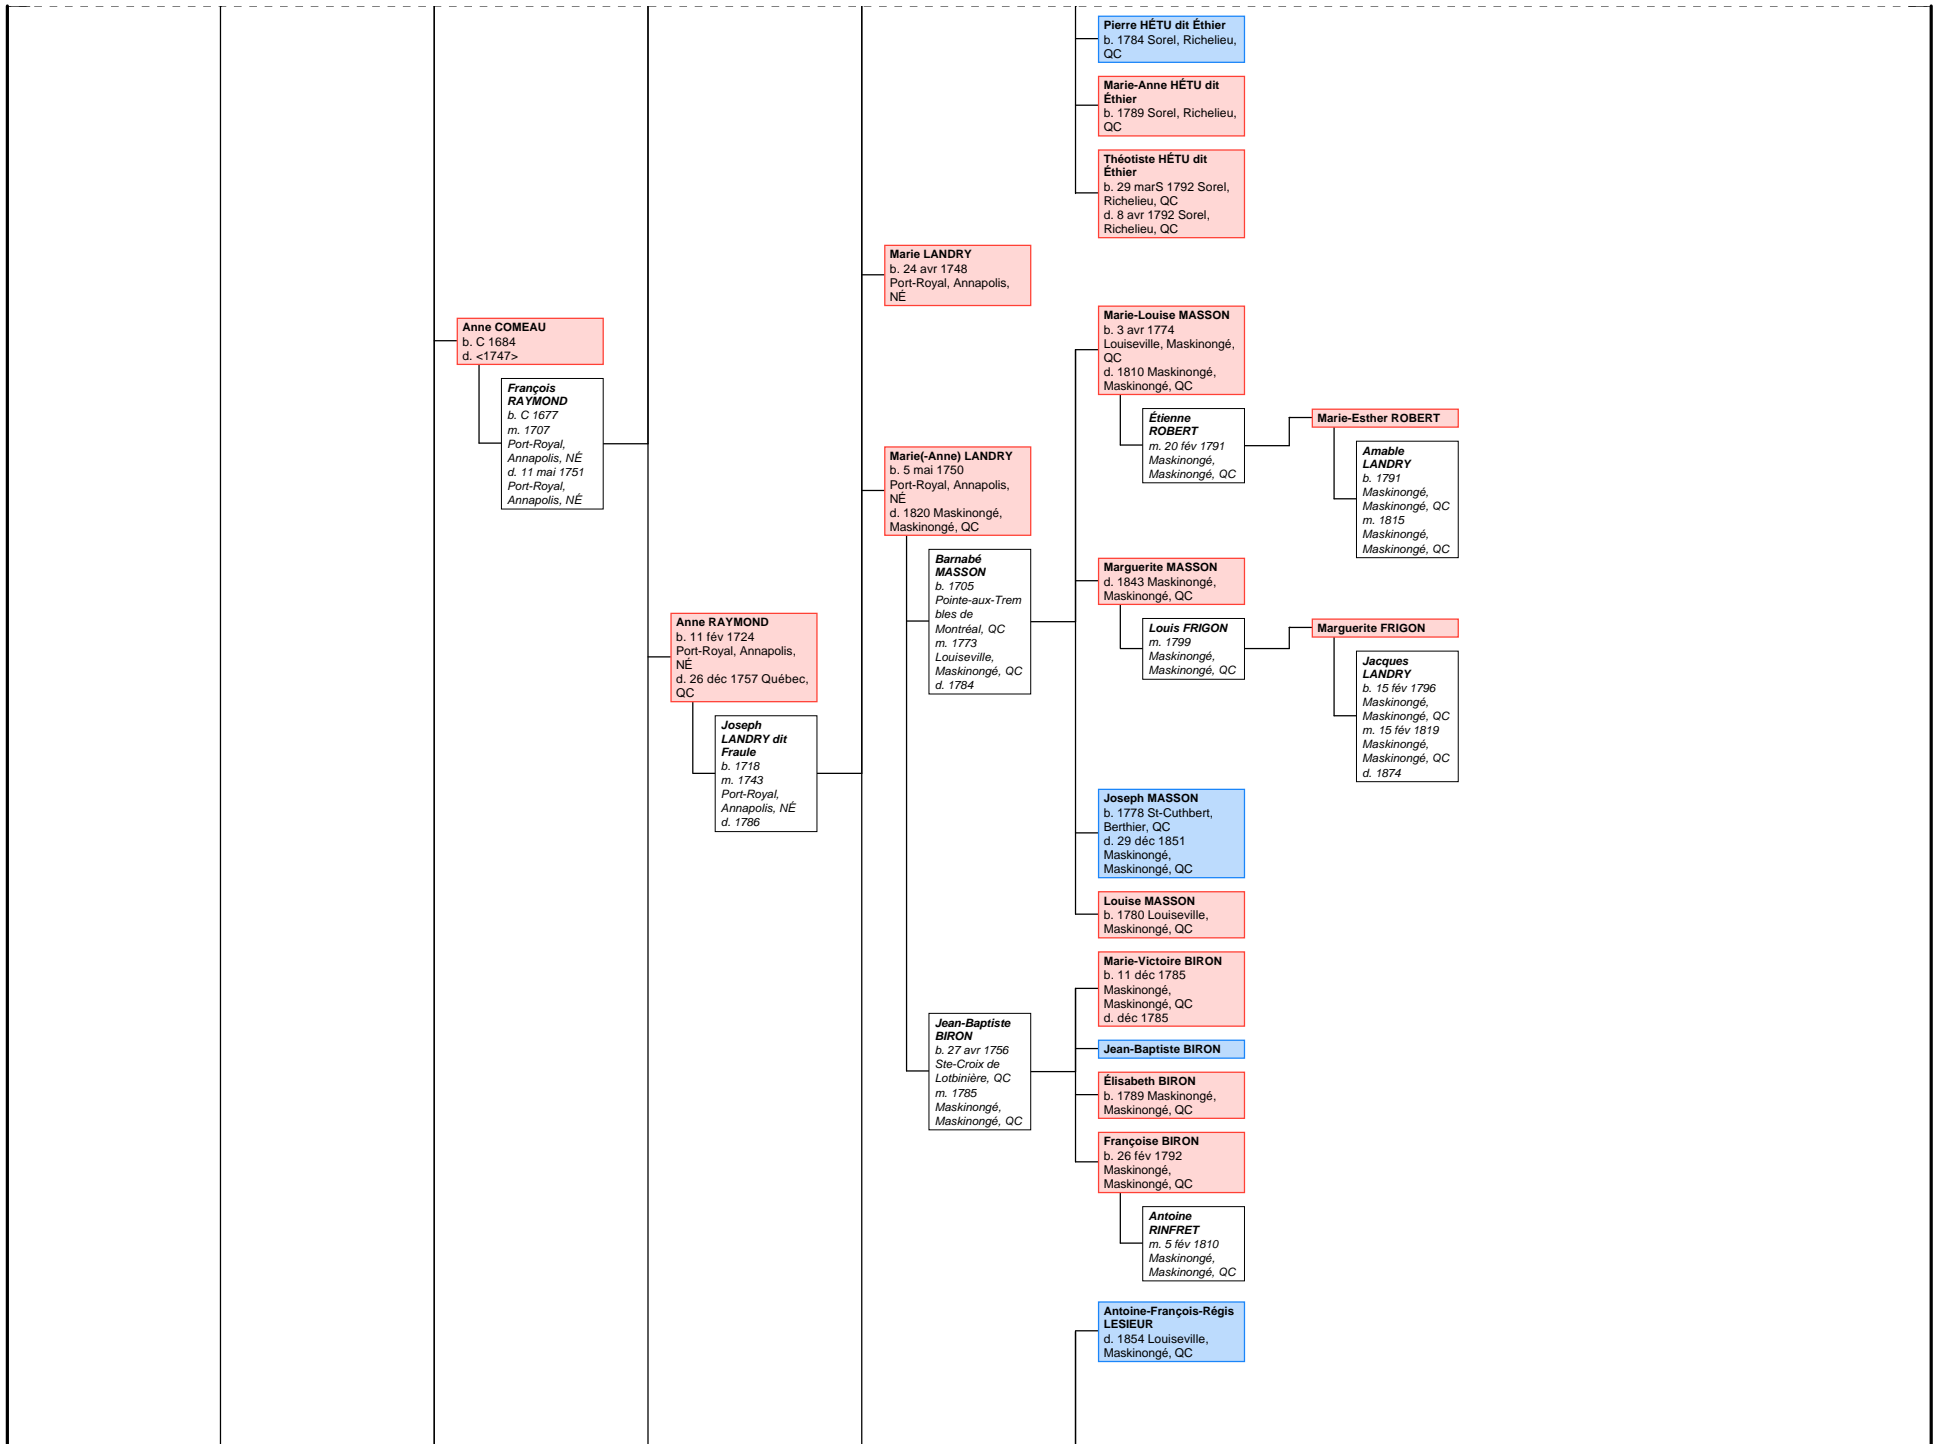 Pierre HÉTU dit Éthier
b. 1784 Sorel, Richelieu,
QC
Marie-Anne HÉTU dit
Éthier
b. 1789 Sorel, Richelieu,
QC
Théotiste HÉTU dit
Éthier
b. 29 marS 1792 Sorel,
Richelieu, QC
d. 8 avr 1792 Sorel,
Richelieu, QC
Marie LANDRY
b. 24 avr 1748
Port-Royal, Annapolis,
NÉ
Anne COMEAU
b. C 1684
d. <1747>
François
RAYMOND
b. C 1677
m. 1707
Port-Royal,
Annapolis, NÉ
d. 11 mai 1751
Port-Royal,
Annapolis, NÉ
Marie-Louise MASSON
b. 3 avr 1774
Louiseville, Maskinongé,
QC
d. 1810 Maskinongé,
Maskinongé, QC
Étienne
ROBERT
m. 20 fév 1791
Maskinongé,
Maskinongé, QC
Marie-Esther ROBERT
Amable
LANDRY
b. 1791
Maskinongé,
Maskinongé, QC
m. 1815
Maskinongé,
Maskinongé, QC
Marie(-Anne) LANDRY
b. 5 mai 1750
Port-Royal, Annapolis,
NÉ
d. 1820 Maskinongé,
Maskinongé, QC
Barnabé
MASSON
b. 1705
Pointe-aux-Trem
bles de
Montréal, QC
m. 1773
Louiseville,
Maskinongé, QC
d. 1784
Marguerite MASSON
d. 1843 Maskinongé,
Maskinongé, QC
Louis FRIGON
m. 1799
Maskinongé,
Maskinongé, QC
Marguerite FRIGON
Jacques
LANDRY
b. 15 fév 1796
Maskinongé,
Maskinongé, QC
m. 15 fév 1819
Maskinongé,
Maskinongé, QC
d. 1874
Anne RAYMOND
b. 11 fév 1724
Port-Royal, Annapolis,
NÉ
d. 26 déc 1757 Québec,
QC
Joseph
LANDRY dit
Fraule
b. 1718
m. 1743
Port-Royal,
Annapolis, NÉ
d. 1786
Joseph MASSON
b. 1778 St-Cuthbert,
Berthier, QC
d. 29 déc 1851
Maskinongé,
Maskinongé, QC
Louise MASSON
b. 1780 Louiseville,
Maskinongé, QC
Marie-Victoire BIRON
b. 11 déc 1785
Maskinongé,
Maskinongé, QC
d. déc 1785
Jean-Baptiste
BIRON
b. 27 avr 1756
Ste-Croix de
Lotbinière, QC
m. 1785
Maskinongé,
Maskinongé, QC
Jean-Baptiste BIRON
Élisabeth BIRON
b. 1789 Maskinongé,
Maskinongé, QC
Françoise BIRON
b. 26 fév 1792
Maskinongé,
Maskinongé, QC
Antoine
RINFRET
m. 5 fév 1810
Maskinongé,
Maskinongé, QC
Antoine-François-Régis
LESIEUR
d. 1854 Louiseville,
Maskinongé, QC